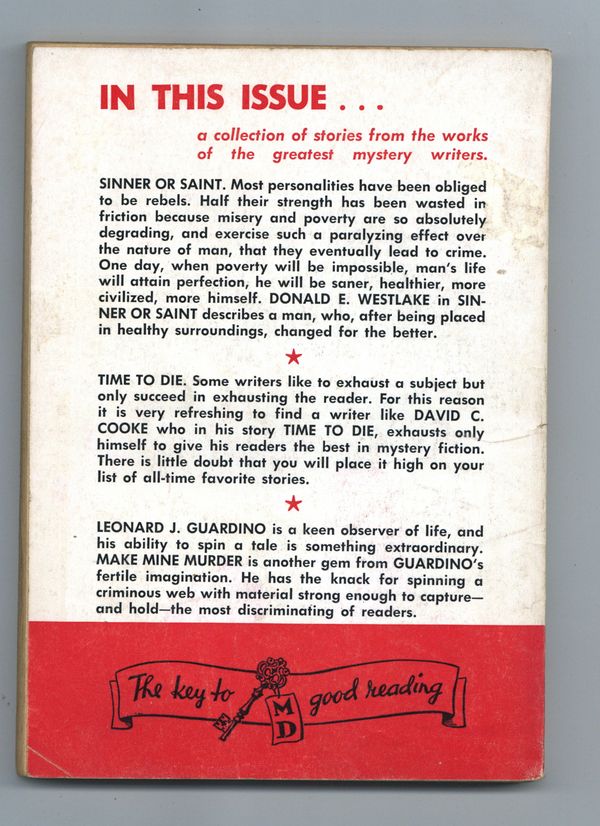 IN THIS ISSUE . . .
a collection of stories from the works
of the greatest mystery writers.
SINNER OR SAINT. Most personalities have been obliged
to be rebels. Half their strength has been wasted in
friction because misery and poverty are so absolutely
degrading, and exercise such a paralyzing effect over
the nature of man, that they eventually lead to crime.
One day, when poverty will be impossible, man's life
will attain perfection, he will be saner, healthier, more
civilized, more himself. DONALD E. WESTLAKE in SIN-
NER OR SAINT describes a man, who, after being placed
in healthy surroundings, changed for the better.
TIME TO DIE. Some writers like to exhaust a subject but
only succeed in exhausting the reader. For this reason
it is very refreshing to find a writer like DAVID C.
COOKE who in his story TIME TO DIE, exhausts only
himself to give his readers the best in mystery fiction.
There is little doubt that you will place it high on your
list of all-time favorite stories.
LEONARD J. GUARDINO is a keen observer of life, and
his ability to spin a tale is something extraordinary.
MAKE MINE MURDER is another gem from GUARDINO's
fertile imagination. He has the knack for spinning a
criminous web with material strong enough to capture—
and hold—the most discriminating of readers.
The key to good reading
MD